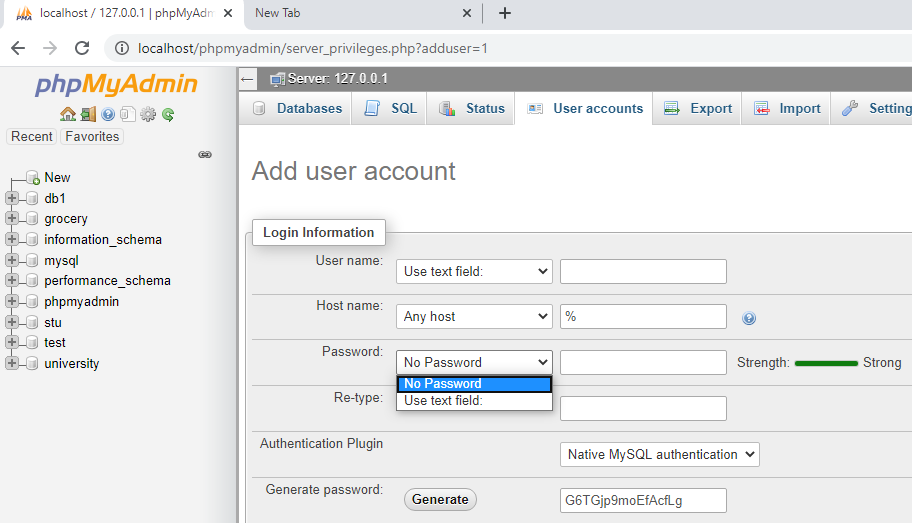 localhost / 127.0.0.1 | phpMyAdm
New Tab
localhost/phpmyadmin/server_privileges.php?adduser=1
phpMyAdmin
Recent Favorites
New
db1
grocery
information_schema
mysql
performance_schema
phpmyadmin
stu
test
university
Server: 127.0.0.1
Databases SQL Status User accounts Export Import Setting
Add user account
Login Information
User name: Use text field:
Host name: Any host %
Password: No Password Strength: Strong
No Password
Use text field:
Re-type:
Authentication Plugin
Native MySQL authentication
Generate password: Generate G6TGjp9moEfAcfLg